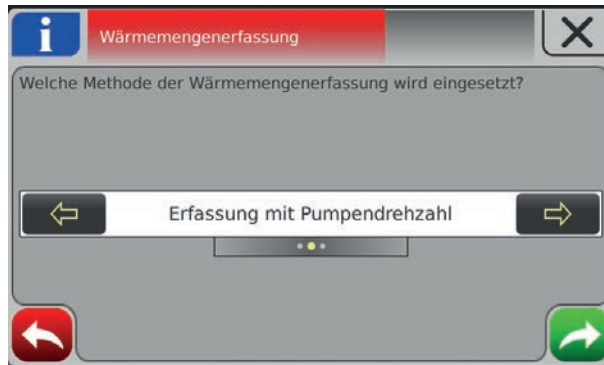 i
Wärmemengenerfassung
Welche Methode der Wärmemengenerfassung wird eingesetzt?
Erfassung mit Pumpendrehzahl